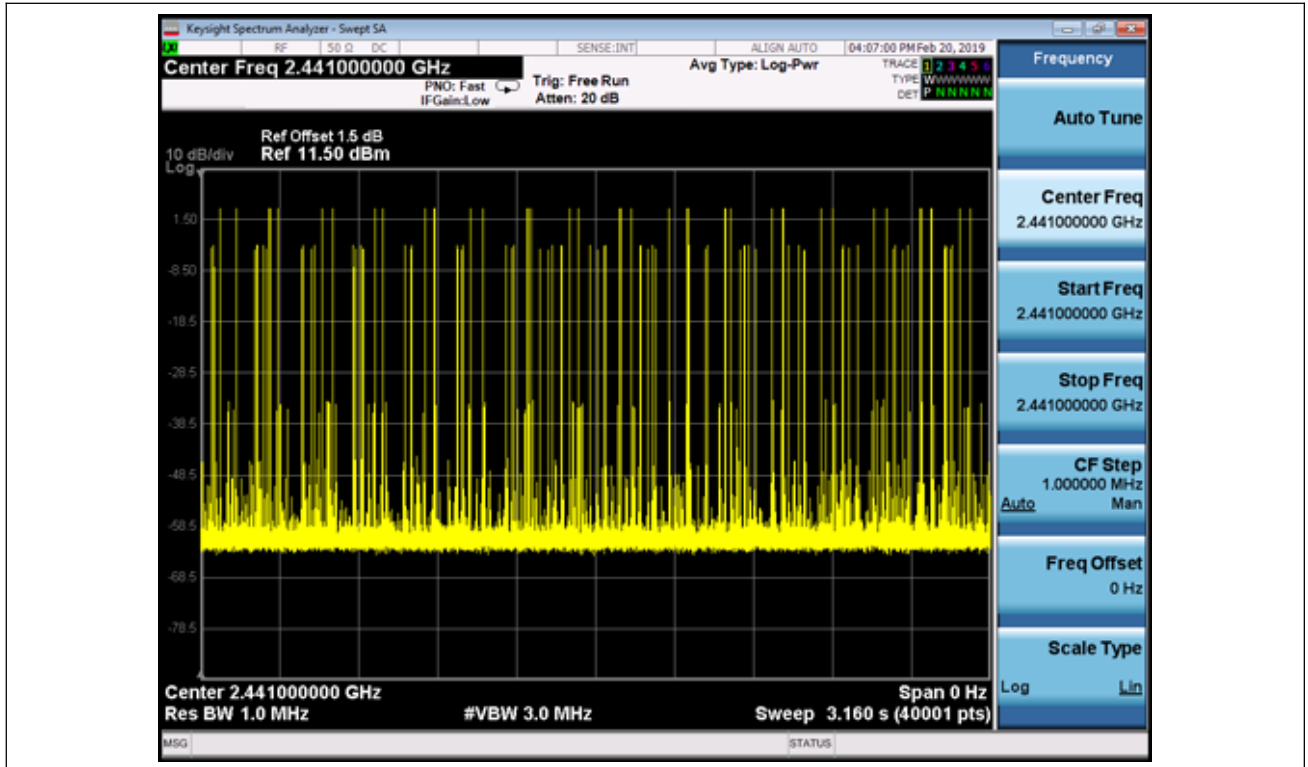 Keysight Spectrum Analyzer - Swept SA
LXI RF 50 Ω DC SENSE:INT ALIGN AUTO 04:07:00 PM Feb 20, 2019
Center Freq 2.441000000 GHz
PNO: Fast
IFGain:Low
Trig: Free Run
Atten: 20 dB
Avg Type: Log-Pwr
TRACE 1 2 3 4 5 6
TYPE WWWWWW
DET P N N N N N
Ref Offset 1.5 dB
10 dB/div Ref 11.50 dBm
Log
1.50
-8.50
-18.5
-28.5
-38.5
-48.5
-58.5
-68.5
-78.5
Center 2.441000000 GHz Span 0 Hz
Res BW 1.0 MHz #VBW 3.0 MHz Sweep 3.160 s (40001 pts)
MSG STATUS
Frequency
Auto Tune
Center Freq
2.441000000 GHz
Start Freq
2.441000000 GHz
Stop Freq
2.441000000 GHz
CF Step
1.000000 MHz
Auto Man
Freq Offset
0 Hz
Scale Type
Log Lin